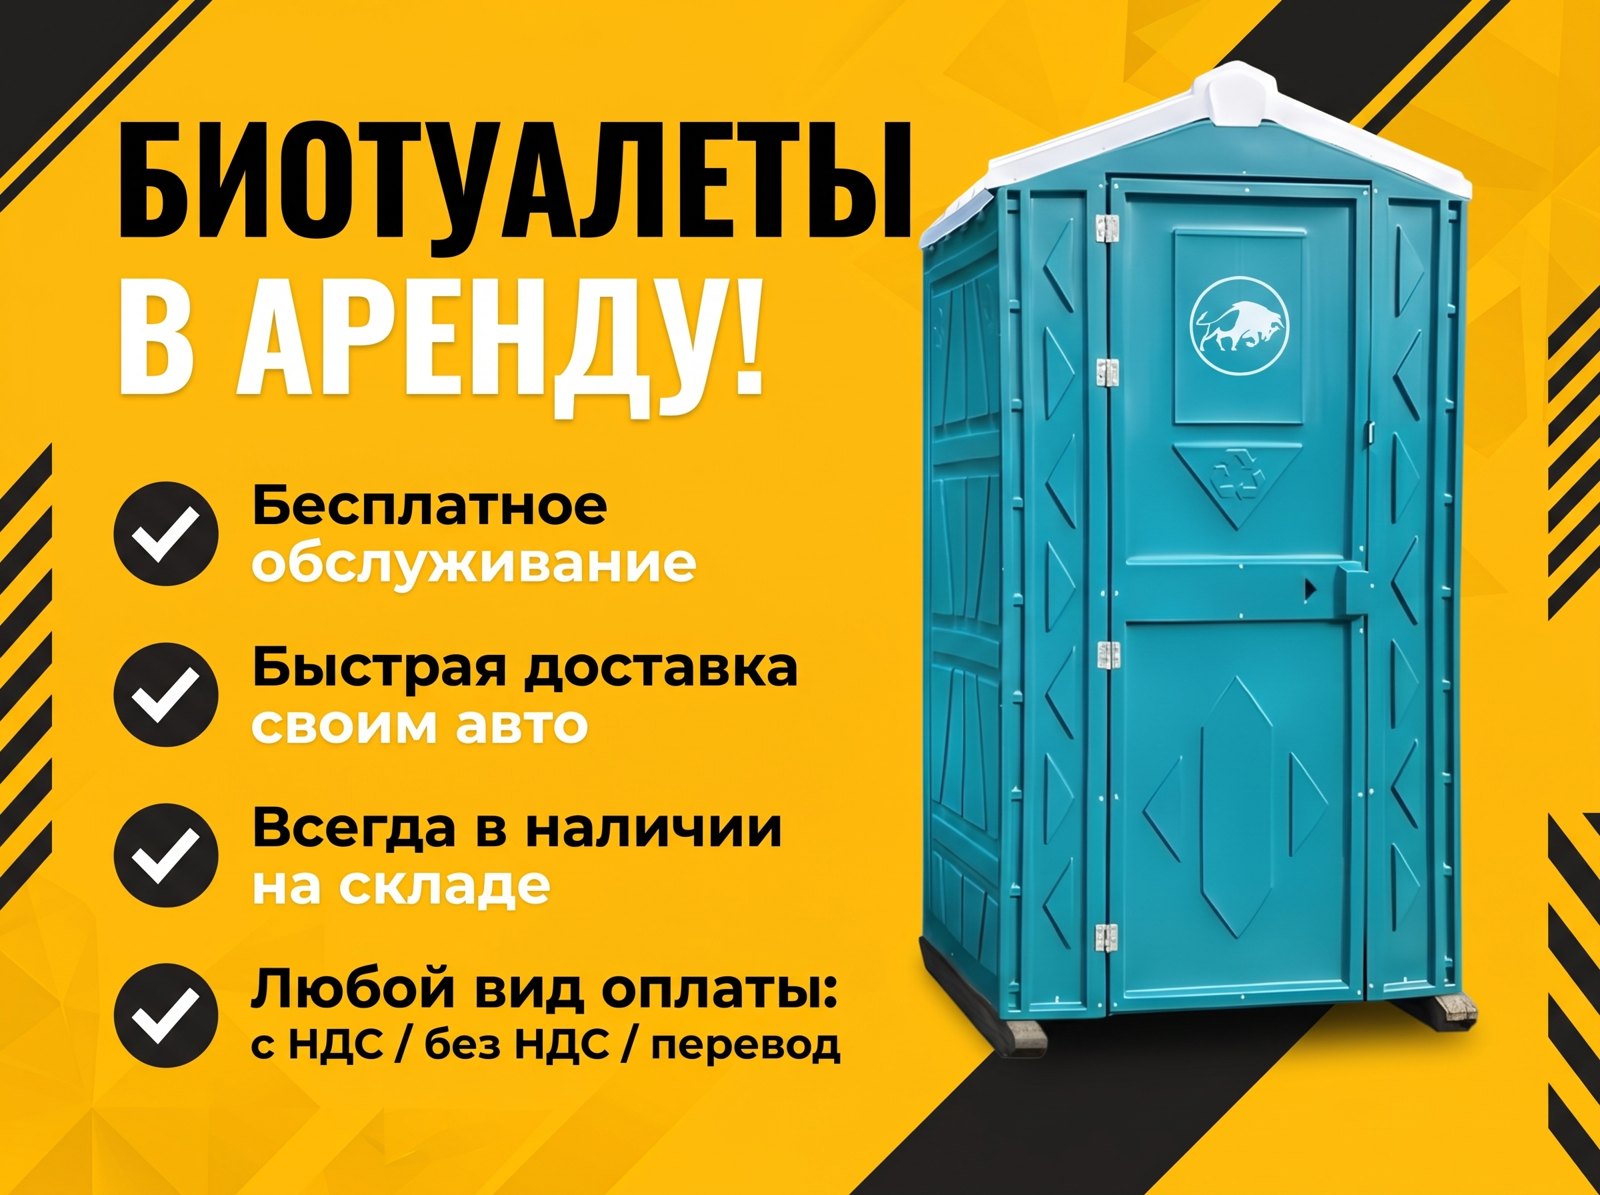 БИОТУАЛЕТЫ
В АРЕНДУ!
Бесплатное
обслуживание
Быстрая доставка
своим авто
Всегда в наличии
на складе
Любой вид оплаты:
с НДС / без НДС / перевод